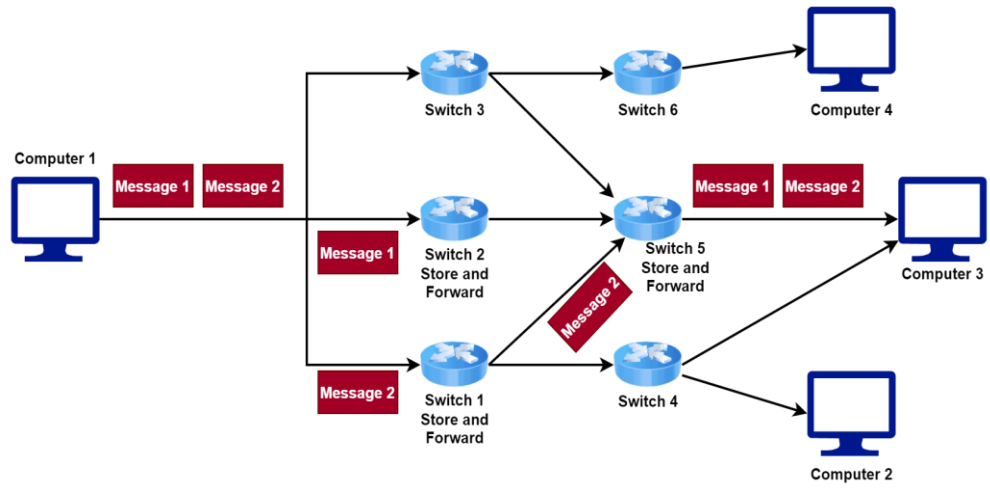 Computer 1
Message 1
Message 2
Message 1
Message 2
Switch 3
Switch 2
Store and
Forward
Switch 1
Store and
Forward
Message 2
Switch 6
Switch 5
Store and
Forward
Switch 4
Message 1
Message 2
Computer 4
Computer 3
Computer 2